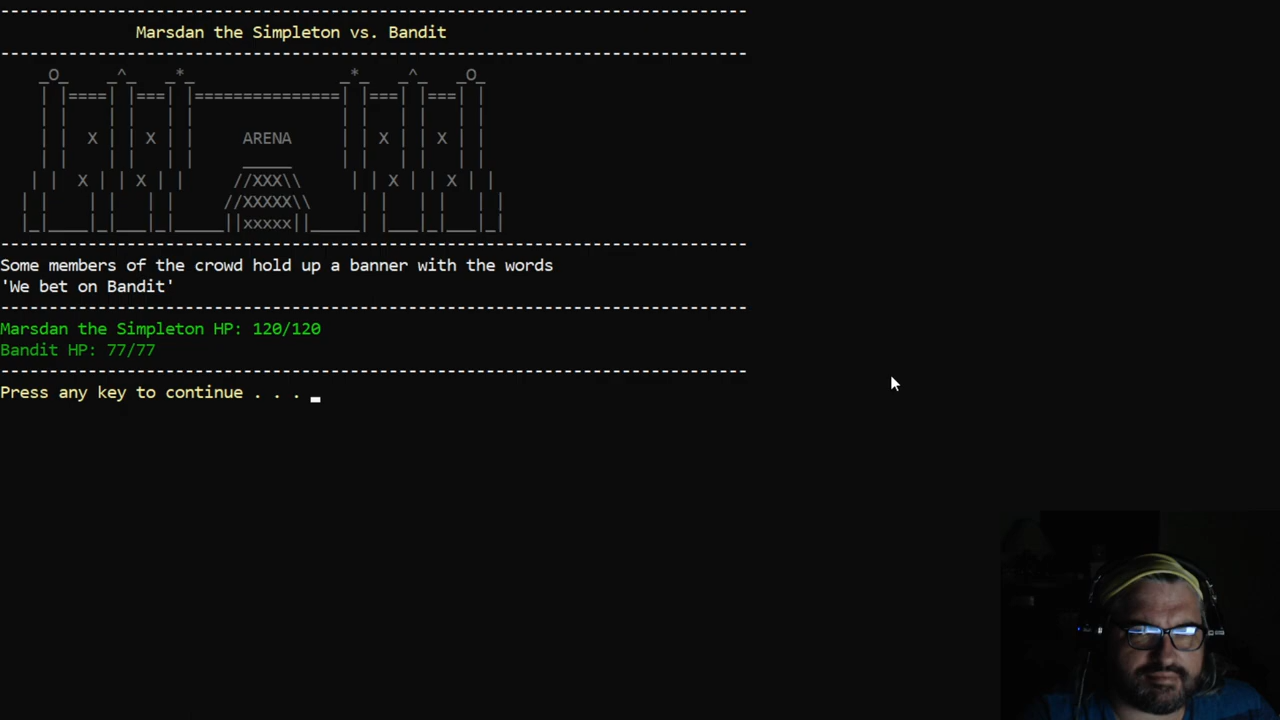 Marsdan the Simpleton vs. Bandit
ARENA
Some members of the crowd hold up a banner with the words
'We bet on Bandit'
Marsdan the Simpleton HP: 120/120
Bandit HP: 77/77
Press any key to continue . . .